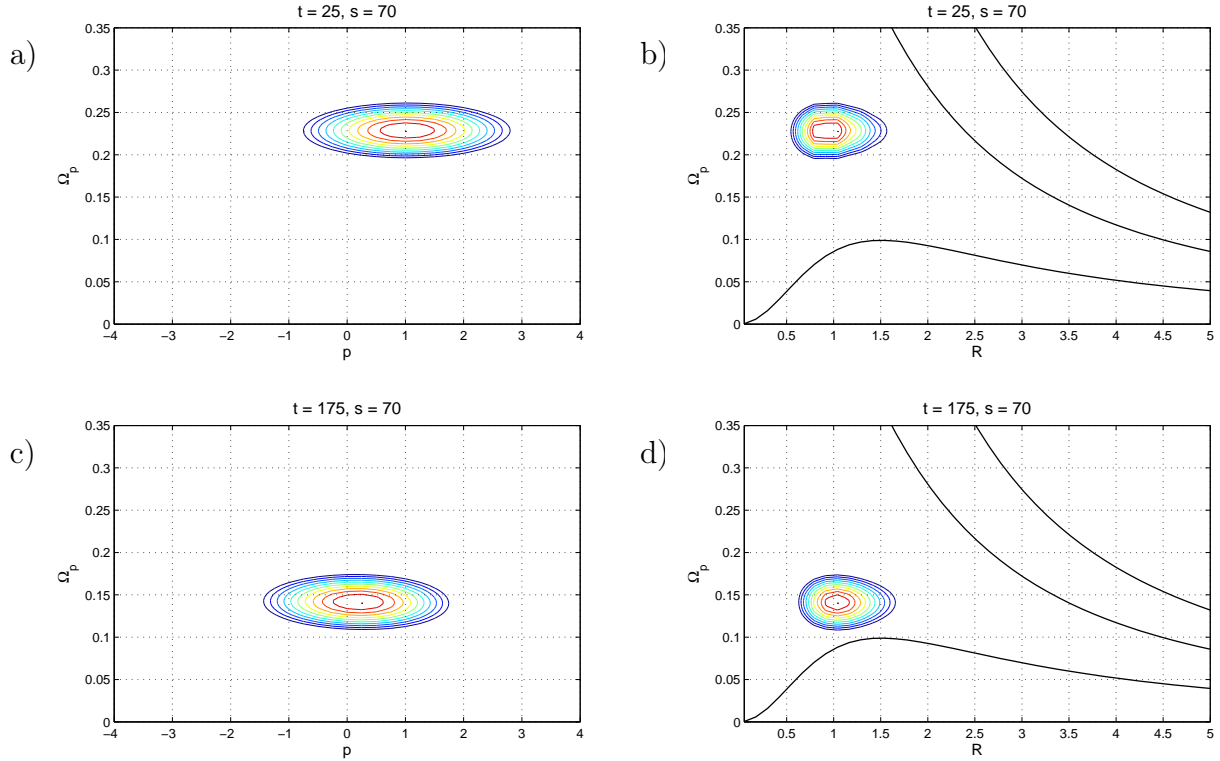 a)
t = 25, s = 70
Ω_p
0.35
0.3
0.25
0.2
0.15
0.1
0.05
0
−4 −3 −2 −1 0 1 2 3 4
p
b)
t = 25, s = 70
Ω_p
0.35
0.3
0.25
0.2
0.15
0.1
0.05
0
0.5 1 1.5 2 2.5 3 3.5 4 4.5 5
R
c)
t = 175, s = 70
Ω_p
0.35
0.3
0.25
0.2
0.15
0.1
0.05
0
−4 −3 −2 −1 0 1 2 3 4
p
d)
t = 175, s = 70
Ω_p
0.35
0.3
0.25
0.2
0.15
0.1
0.05
0
0.5 1 1.5 2 2.5 3 3.5 4 4.5 5
R